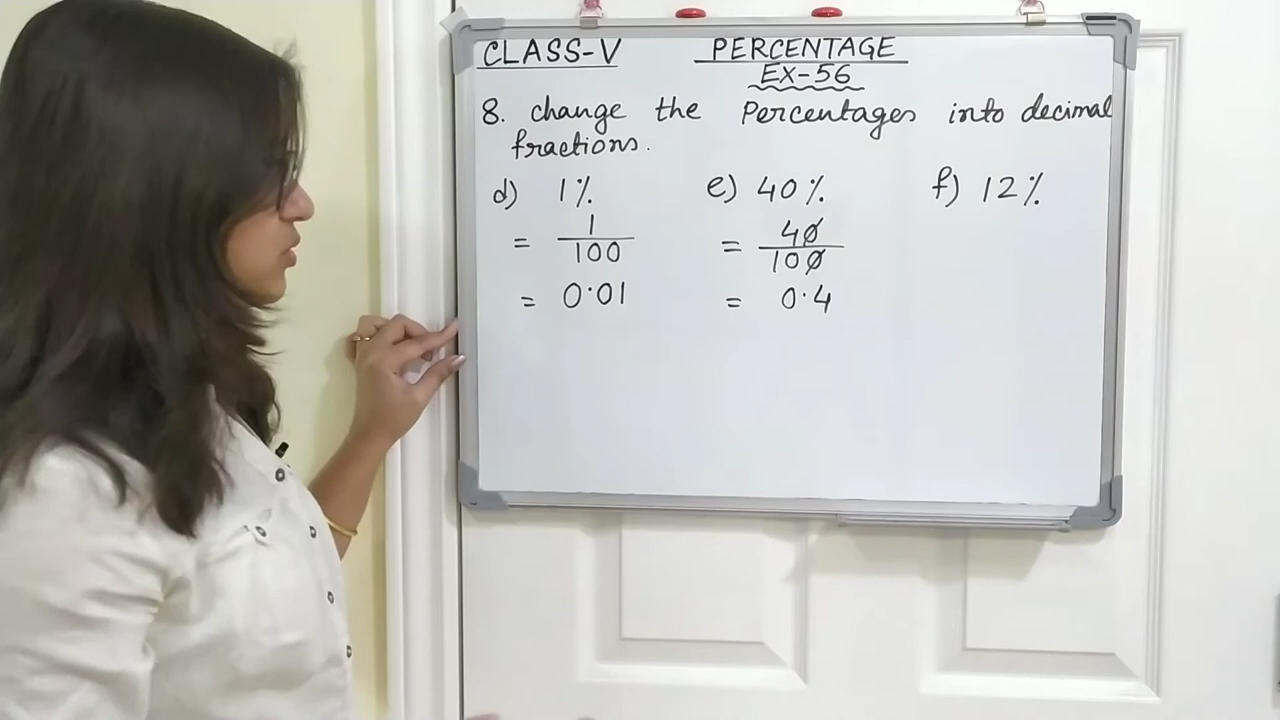 CLASS-V PERCENTAGE
EX-56
8. change the Percentages into decimal
fractions.
d) 1% e) 40% f) 12%
= 1/100 = 40/100
= 0.01 = 0.4